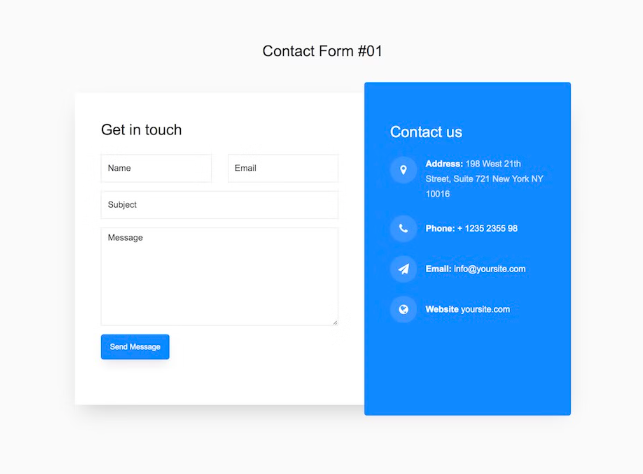 Contact Form #01
Get in touch
Name
Email
Subject
Message
Send Message
Contact us
Address: 198 West 21th
Street, Suite 721 New York NY
10016
Phone: + 1235 2355 98
Email: info@yoursite.com
Website yoursite.com